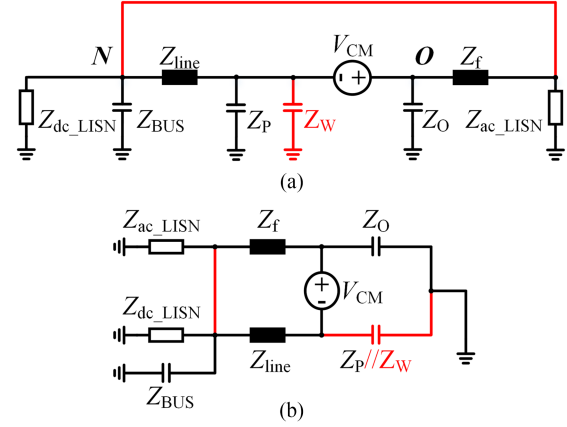 N Z_line V_CM O Z_f
Z_dc_LISN Z_BUS Z_P Z_W Z_O Z_ac_LISN
(a)
Z_ac_LISN Z_f Z_O
Z_dc_LISN V_CM
Z_line Z_P//Z_W
Z_BUS
(b)